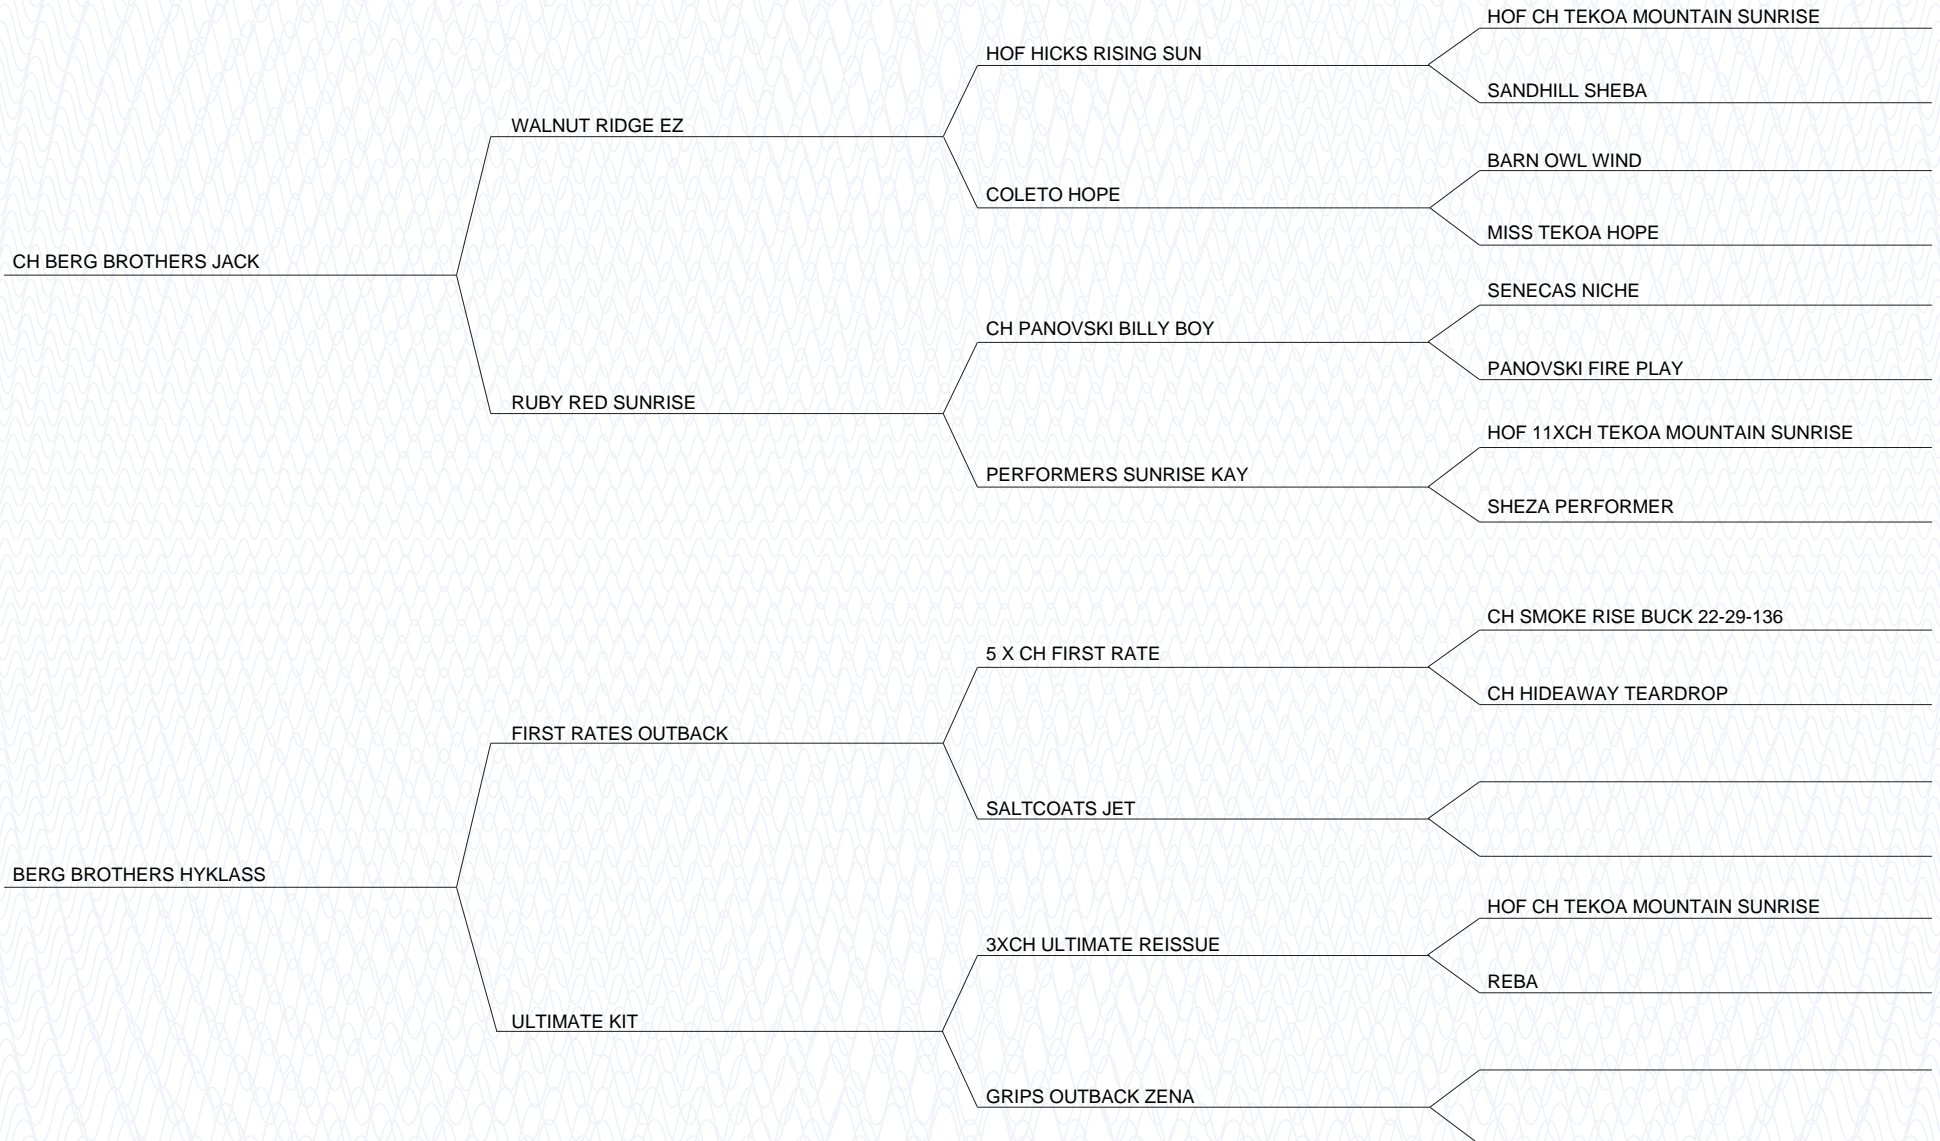 HOF CH TEKOA MOUNTAIN SUNRISE
HOF HICKS RISING SUN
SANDHILL SHEBA
WALNUT RIDGE EZ
BARN OWL WIND
COLETO HOPE
MISS TEKOA HOPE
CH BERG BROTHERS JACK
SENECAS NICHE
CH PANOVSKI BILLY BOY
PANOVSKI FIRE PLAY
RUBY RED SUNRISE
HOF 11XCH TEKOA MOUNTAIN SUNRISE
PERFORMERS SUNRISE KAY
SHEZA PERFORMER
CH SMOKE RISE BUCK 22-29-136
5 X CH FIRST RATE
CH HIDEAWAY TEARDROP
FIRST RATES OUTBACK
SALTCOATS JET
BERG BROTHERS HYKLASS
HOF CH TEKOA MOUNTAIN SUNRISE
3XCH ULTIMATE REISSUE
REBA
ULTIMATE KIT
GRIPS OUTBACK ZENA